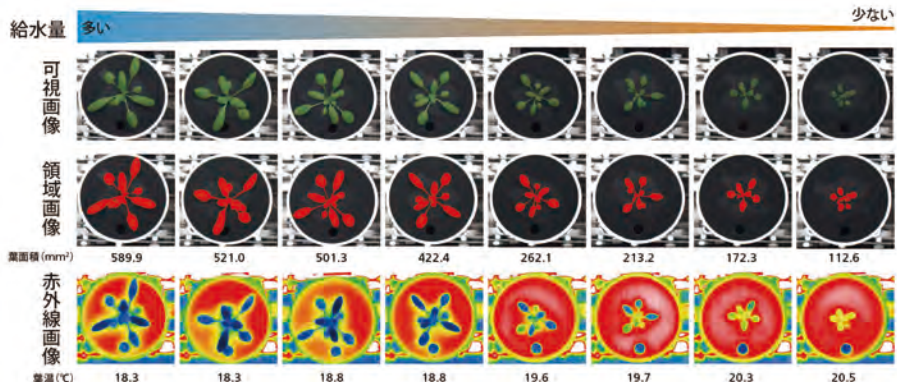 給水量 多い 少ない
可視画像
領域画像
葉面積(mm²) 589.9 521.0 501.3 422.4 262.1 213.2 172.3 112.6
赤外線画像
葉温(℃) 18.3 18.3 18.8 18.8 19.6 19.7 20.3 20.5